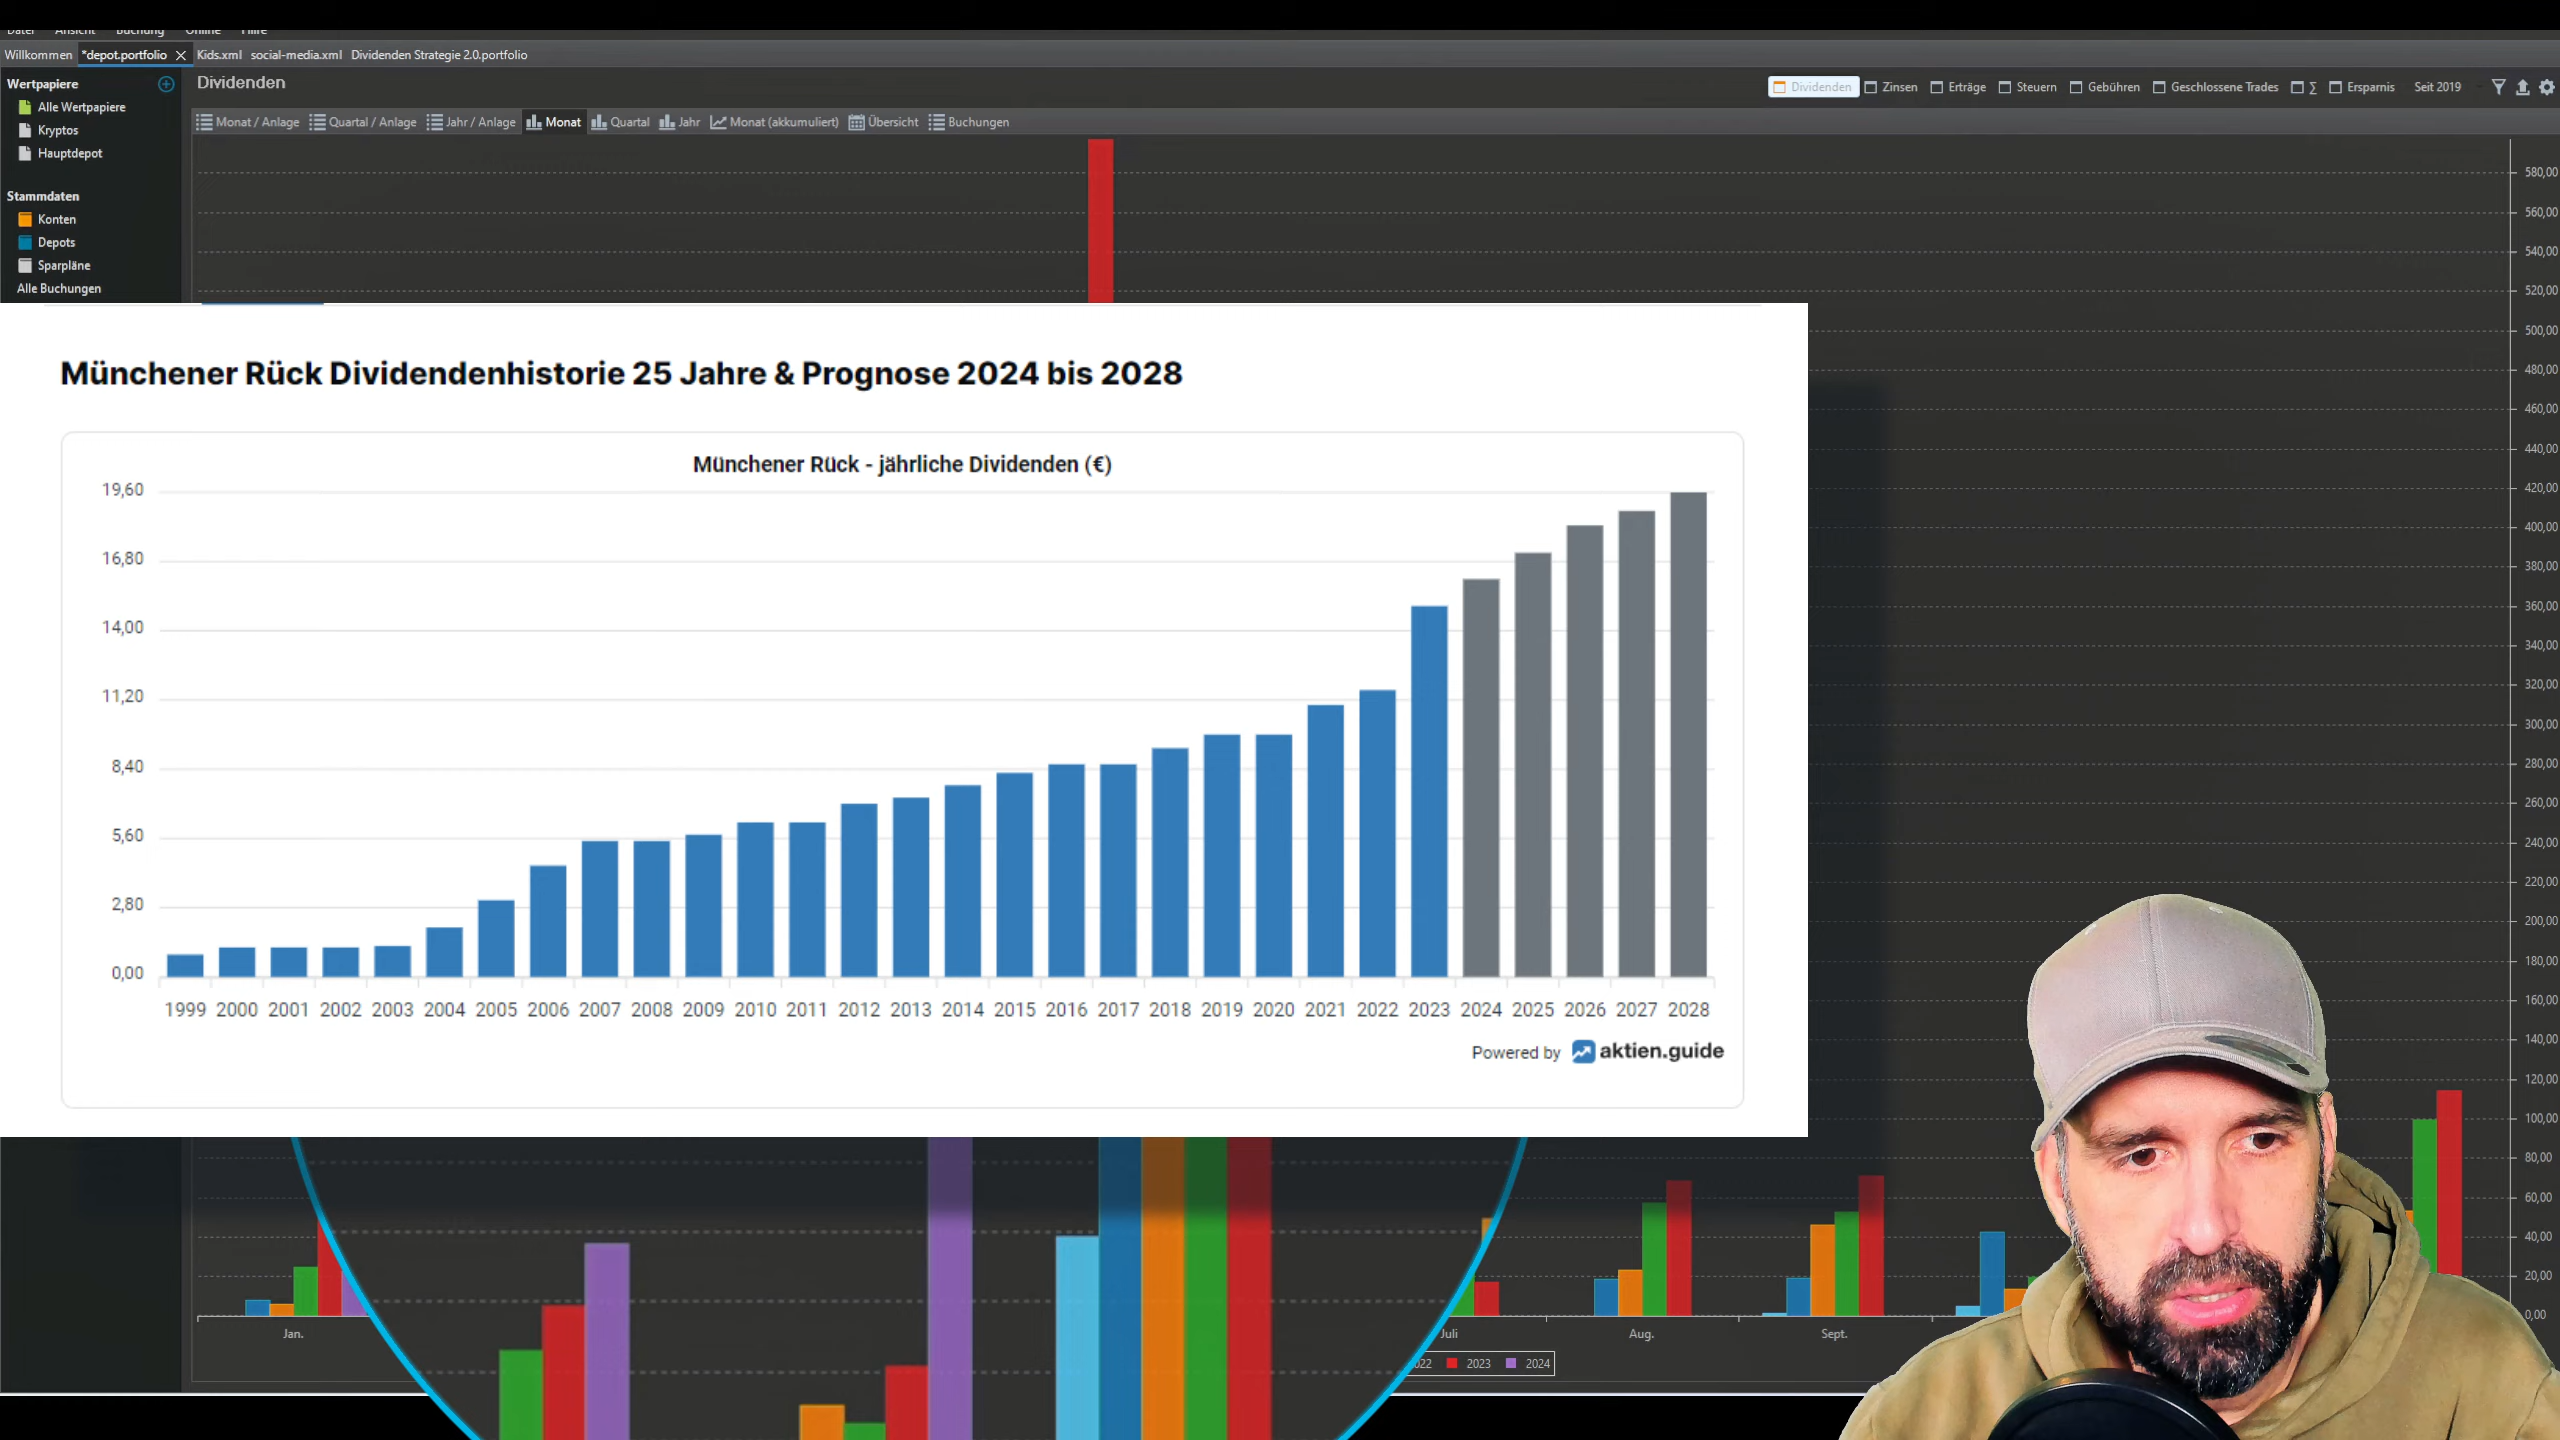 Datei Ansicht Buchung Online Hilfe
Willkommen *depot.portfolio Kids.xml social-media.xml Dividenden Strategie 2.0.portfolio
Wertpapiere
Alle Wertpapiere
Kryptos
Hauptdepot
Stammdaten
Konten
Depots
Sparpläne
Alle Buchungen
Dividenden
Dividenden Zinsen Erträge Steuern Gebühren Geschlossene Trades Σ Ersparnis Seit 2019
Monat / Anlage Quartal / Anlage Jahr / Anlage Monat Quartal Jahr Monat (akkumuliert) Übersicht Buchungen
Münchener Rück Dividendenhistorie 25 Jahre & Prognose 2024 bis 2028
Münchener Rück - jährliche Dividenden (€)
19,60
16,80
14,00
11,20
8,40
5,60
2,80
0,00
1999 2000 2001 2002 2003 2004 2005 2006 2007 2008 2009 2010 2011 2012 2013 2014 2015 2016 2017 2018 2019 2020 2021 2022 2023 2024 2025 2026 2027 2028
Powered by aktien.guide
580,00
560,00
540,00
520,00
500,00
480,00
460,00
440,00
420,00
400,00
380,00
360,00
340,00
320,00
300,00
280,00
260,00
240,00
220,00
200,00
180,00
160,00
140,00
120,00
100,00
80,00
60,00
40,00
20,00
0,00
Jan. Juli Aug. Sept.
022 2023 2024